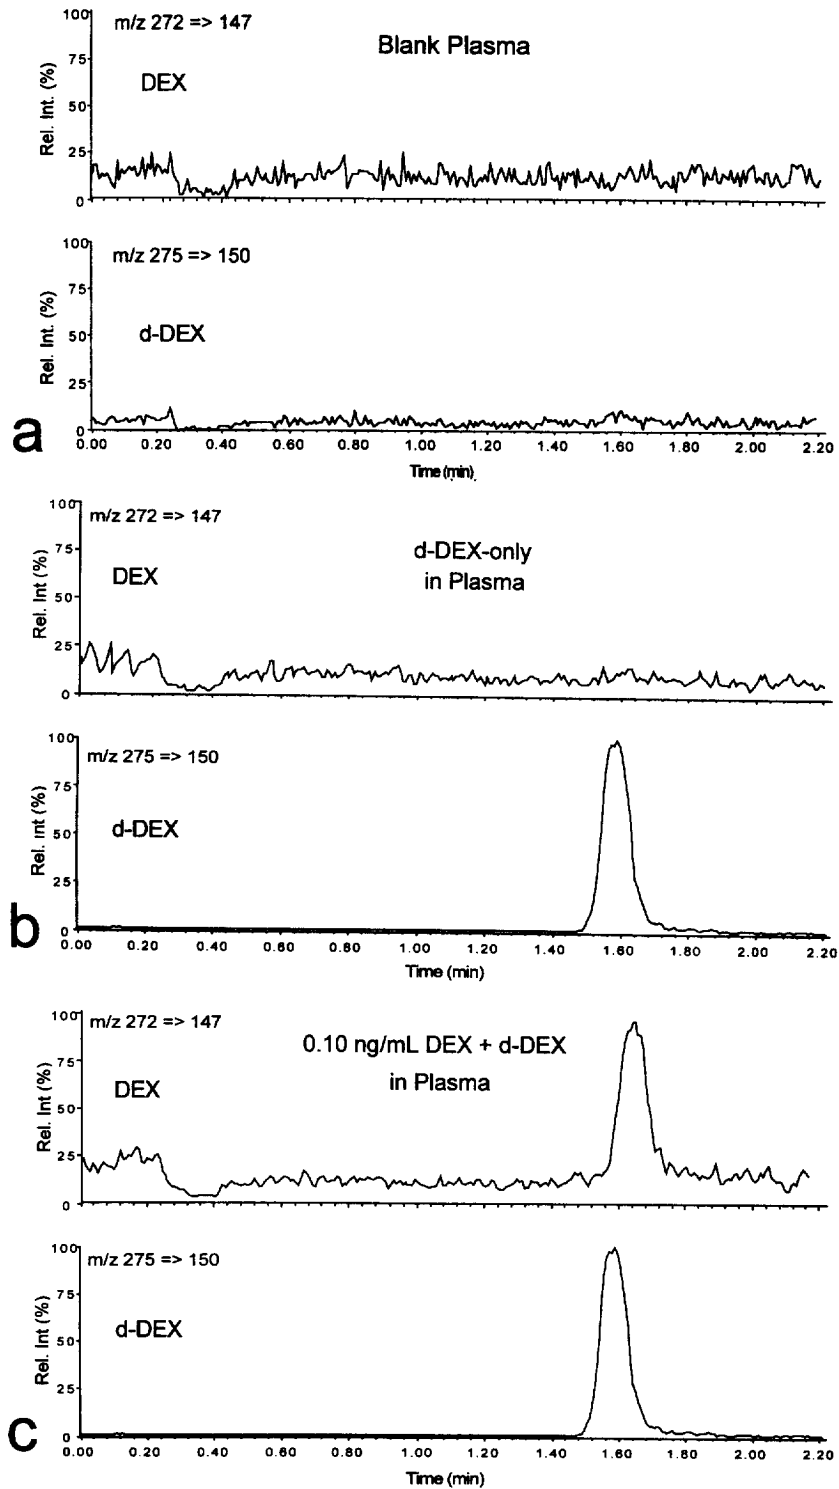 100
m/z 272 => 147
Blank Plasma
DEX
75
50
25
0
Rel. Int. (%)
100
m/z 275 => 150
75
d-DEX
50
25
0
Rel. Int. (%)
a
0.00 0.20 0.40 0.60 0.80 1.00 1.20 1.40 1.60 1.80 2.00 2.20
Time (min)
100
m/z 272 => 147
d-DEX-only
in Plasma
75
DEX
50
25
0
Rel. Int (%)
100
m/z 275 => 150
75
d-DEX
50
25
0
Rel. Int (%)
b
0.00 0.20 0.40 0.60 0.80 1.00 1.20 1.40 1.60 1.80 2.00 2.20
Time (min)
100
m/z 272 => 147
0.10 ng/mL DEX + d-DEX
in Plasma
75
DEX
50
25
0
Rel. Int (%)
100
m/z 275 => 150
75
d-DEX
50
25
0
Rel. Int (%)
c
0.00 0.20 0.40 0.60 0.80 1.00 1.20 1.40 1.60 1.80 2.00 2.20
Time (min)